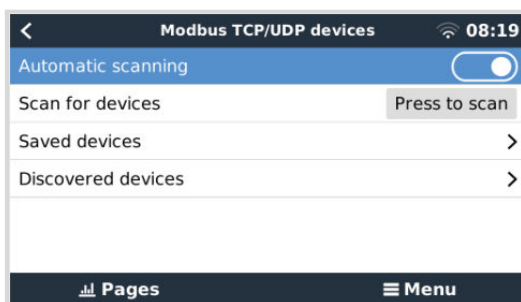 Modbus TCP/UDP devices 08:19
Automatic scanning
Scan for devices Press to scan
Saved devices
Discovered devices
Pages Menu